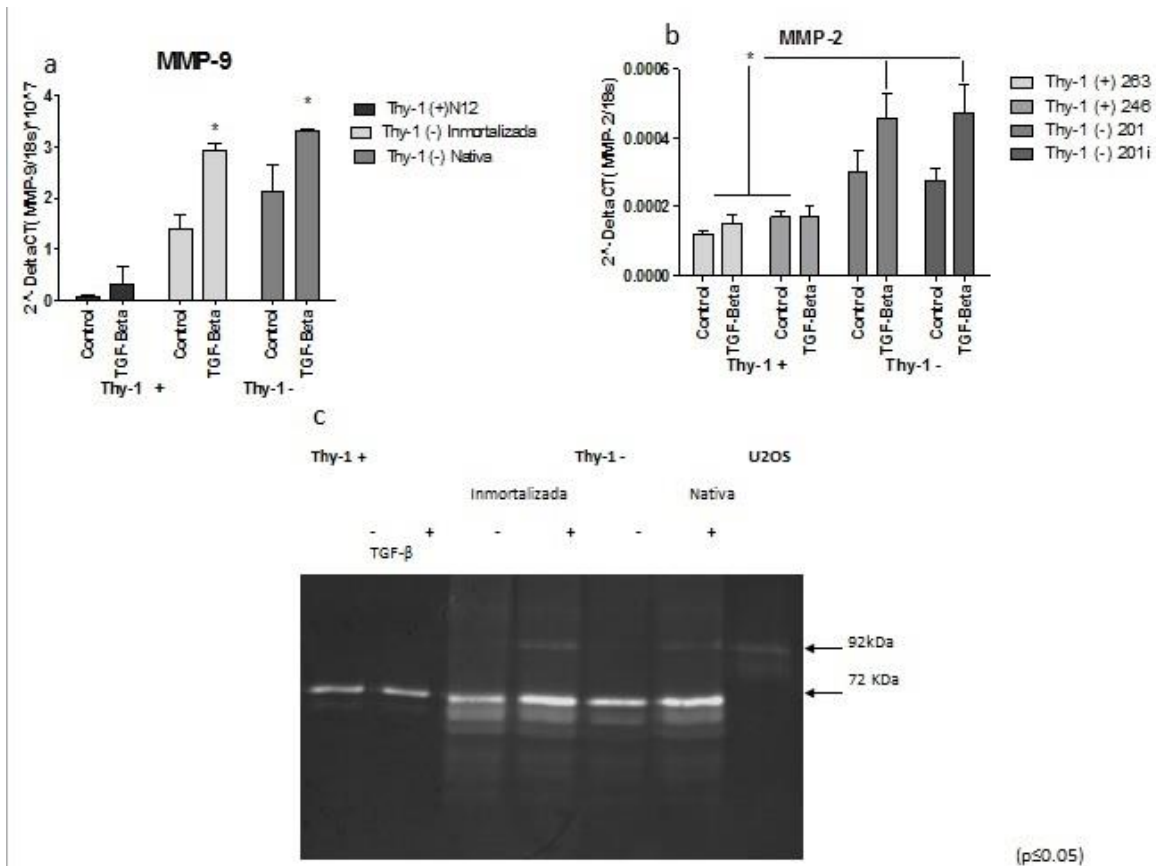 a
MMP-9
2^- DeltaCT( MMP-9/18s)*10^7
4
3
2
1
0
*
*
Control
TGF-Beta
Control
TGF-Beta
Control
TGF-Beta
Thy-1 +
Thy-1 -
Thy-1 (+)N12
Thy-1 (-) Inmortalizada
Thy-1 (-) Nativa
b
MMP-2
2^- DeltaCT( MMP-2/18s)
0.0006
0.0004
0.0002
0.0000
*
Control
TGF-Beta
Control
TGF-Beta
Control
TGF-Beta
Control
TGF-Beta
Thy-1 +
Thy-1 -
Thy-1 (+) 263
Thy-1 (+) 246
Thy-1 (-) 201
Thy-1 (-) 201i
c
Thy-1 + Thy-1 - U2OS
Inmortalizada Nativa
- + - + - +
TGF-β
92kDa
72 KDa
(p≤0.05)